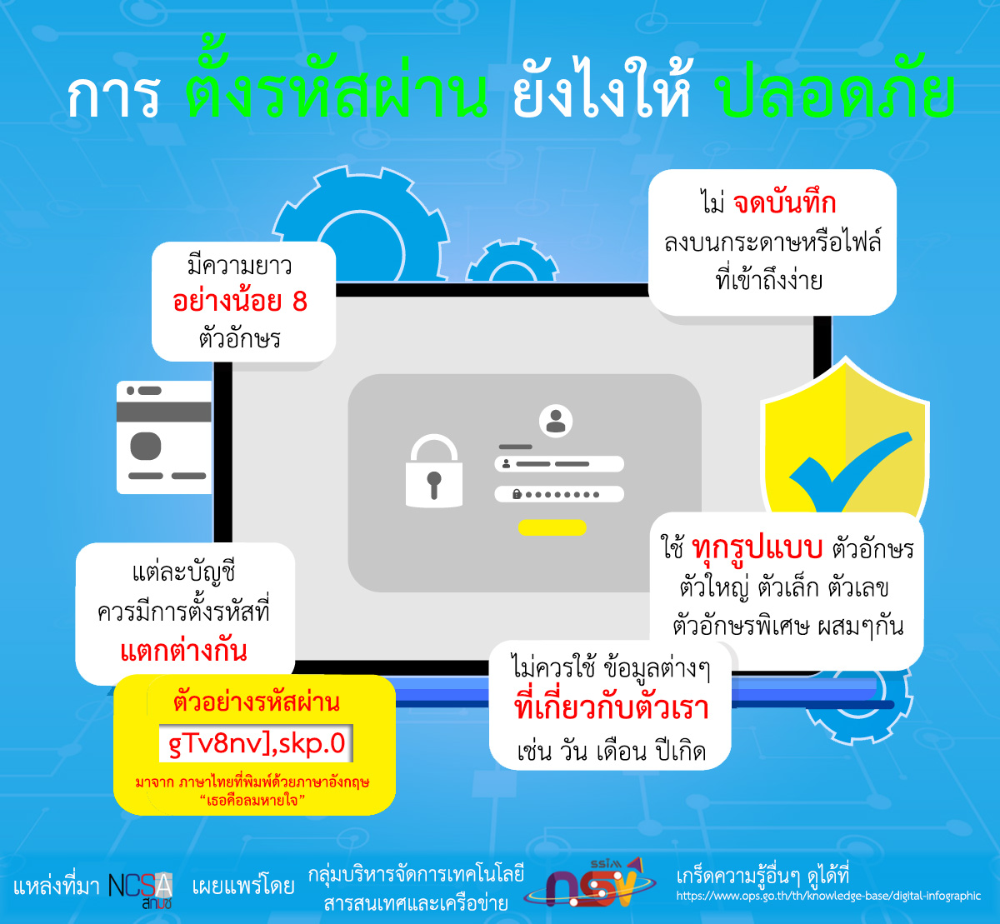 การ ตั้งรหัสผ่าน ยังไงให้ ปลอดภัย
ไม่ จดบันทึก
ลงบนกระดาษหรือไฟล์
ที่เข้าถึงง่าย
มีความยาว
อย่างน้อย 8
ตัวอักษร
ใช้ ทุกรูปแบบ ตัวอักษร
ตัวใหญ่ ตัวเล็ก ตัวเลข
ตัวอักษรพิเศษ ผสมๆกัน
แต่ละบัญชี
ควรมีการตั้งรหัสที่
แตกต่างกัน
ไม่ควรใช้ ข้อมูลต่างๆ
ที่เกี่ยวกับตัวเรา
เช่น วัน เดือน ปีเกิด
ตัวอย่างรหัสผ่าน
gTv8nv],skp.0
มาจาก ภาษาไทยที่พิมพ์ด้วยภาษาอังกฤษ
“เธอคือลมหายใจ”
แหล่งที่มา
NCSA
สกมช
เผยแพร่โดย
กลุ่มบริหารจัดการเทคโนโลยี
สารสนเทศและเครือข่าย
เกร็ดความรู้อื่นๆ ดูได้ที่
https://www.ops.go.th/th/knowledge-base/digital-infographic